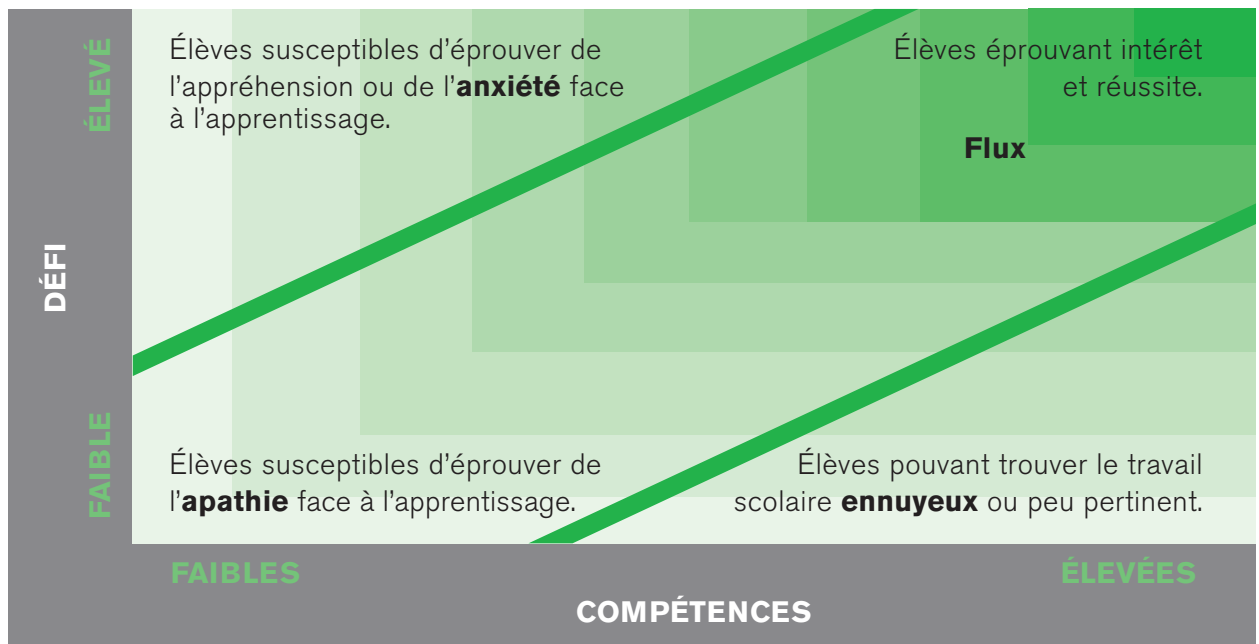 ÉLEVÉ
DÉFI
FAIBLE
Élèves susceptibles d'éprouver de
l'appréhension ou de l'anxiété face
à l'apprentissage.
Élèves éprouvant intérêt
et réussite.
Flux
Élèves susceptibles d'éprouver de
l'apathie face à l'apprentissage.
Élèves pouvant trouver le travail
scolaire ennuyeux ou peu pertinent.
FAIBLES
ÉLEVÉES
COMPÉTENCES